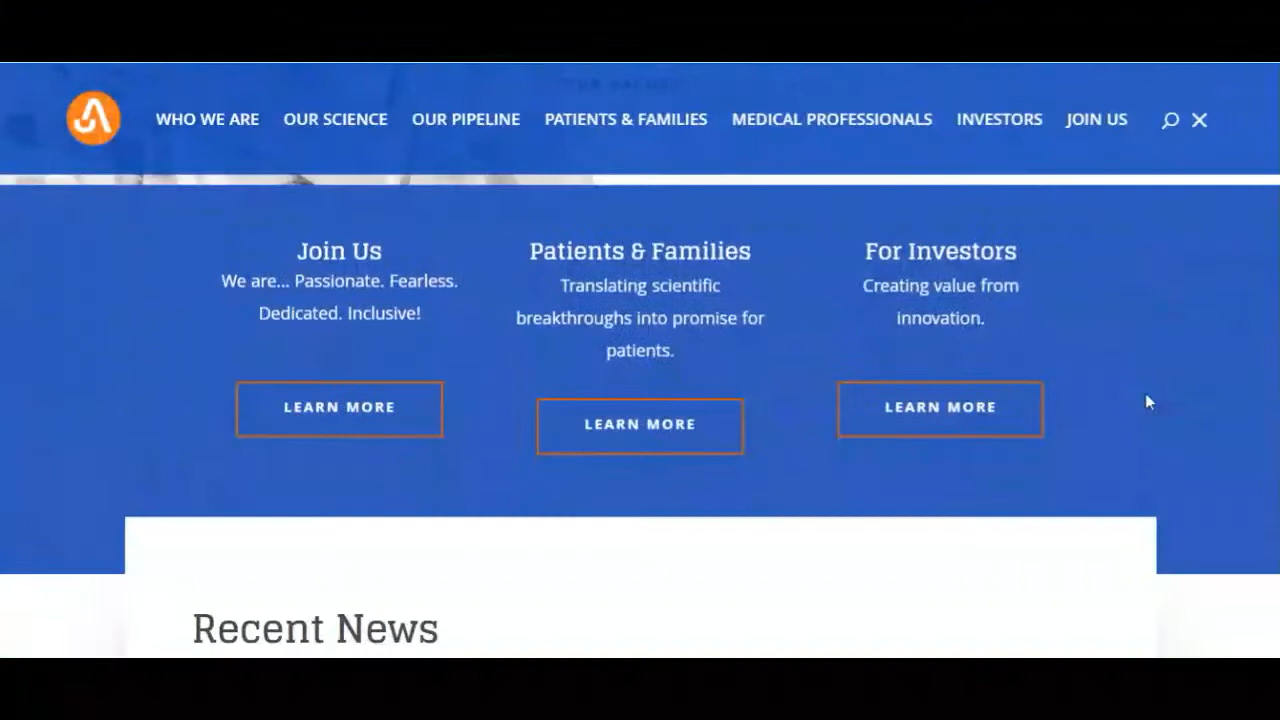 WHO WE ARE OUR SCIENCE OUR PIPELINE PATIENTS & FAMILIES MEDICAL PROFESSIONALS INVESTORS JOIN US
Join Us
We are... Passionate. Fearless.
Dedicated. Inclusive!
LEARN MORE
Patients & Families
Translating scientific
breakthroughs into promise for
patients.
LEARN MORE
For Investors
Creating value from
innovation.
LEARN MORE
Recent News